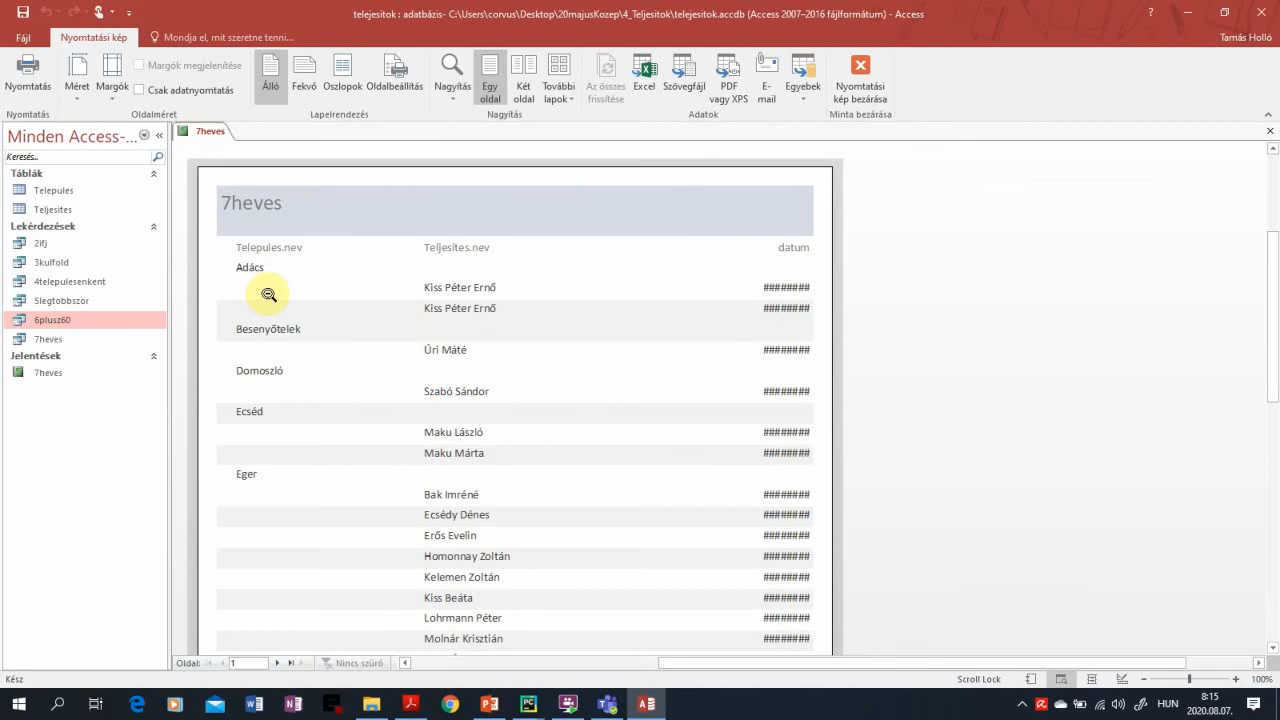 telejesitok : adatbázis- C:\Users\corvus\Desktop\20majusKozep\4_Teljesitok\telejesitok.accdb (Access 2007–2016 fájlformátum) - Access
?
Fájl
Nyomtatási kép
Mondja el, mit szeretne tenni...
Tamás Holló
Nyomtatás
Méret
Margók
Margók megjelenítése
Csak adatnyomtatás
Álló
Fekvő
Oszlopok
Oldalbeállítás
Nagyítás
Egy oldal
Két oldal
További lapok
Az összes frissítése
Excel
Szövegfájl
PDF vagy XPS
E-mail
Egyebek
Nyomtatási kép bezárása
Nyomtatás
Oldalméret
Lapelrendezés
Nagyítás
Adatok
Minta bezárása
Minden Access-...
Keresés...
Táblák
Telepules
Teljesites
Lekérdezések
2ifj
3kulfold
4telepulesenkent
5legtobbszor
6plusz60
7heves
Jelentések
7heves
7heves
7heves
Telepules.nev Teljesites.nev datum
Adács
Kiss Péter Ernő ########
Kiss Péter Ernő ########
Besenyőtelek
Úri Máté ########
Domoszló
Szabó Sándor ########
Ecséd
Maku László ########
Maku Márta ########
Eger
Bak Imréné ########
Ecsédy Dénes ########
Erős Evelin ########
Homonnay Zoltán ########
Kelemen Zoltán ########
Kiss Beáta ########
Lohrmann Péter ########
Molnár Krisztián ########
Oldal: 1 Nincs szűrő
Kész
Scroll Lock
100%
HUN
8:15
2020.08.07.